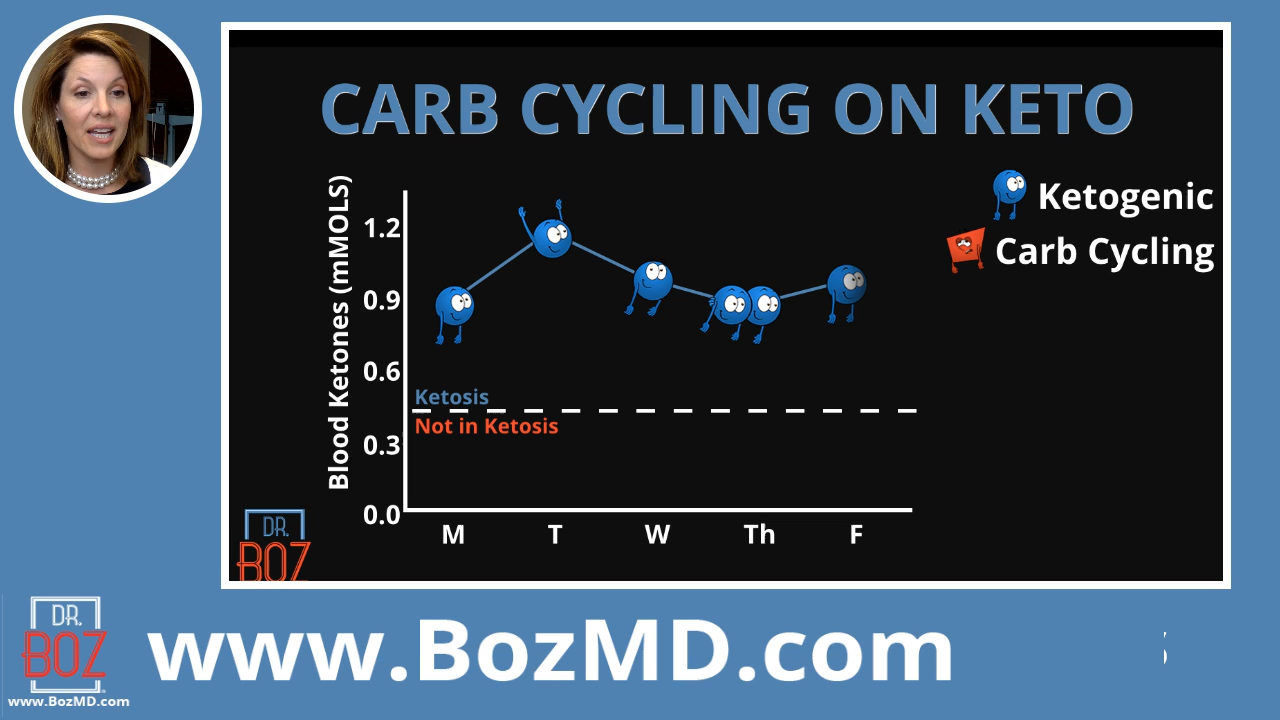 CARB CYCLING ON KETO
Ketogenic
Carb Cycling
Blood Ketones (mMOLS)
1.2
0.9
0.6
0.3
0.0
Ketosis
Not in Ketosis
M T W Th F
DR.
BOZ
DR.
BOZ
www.BozMD.com
www.BozMD.com